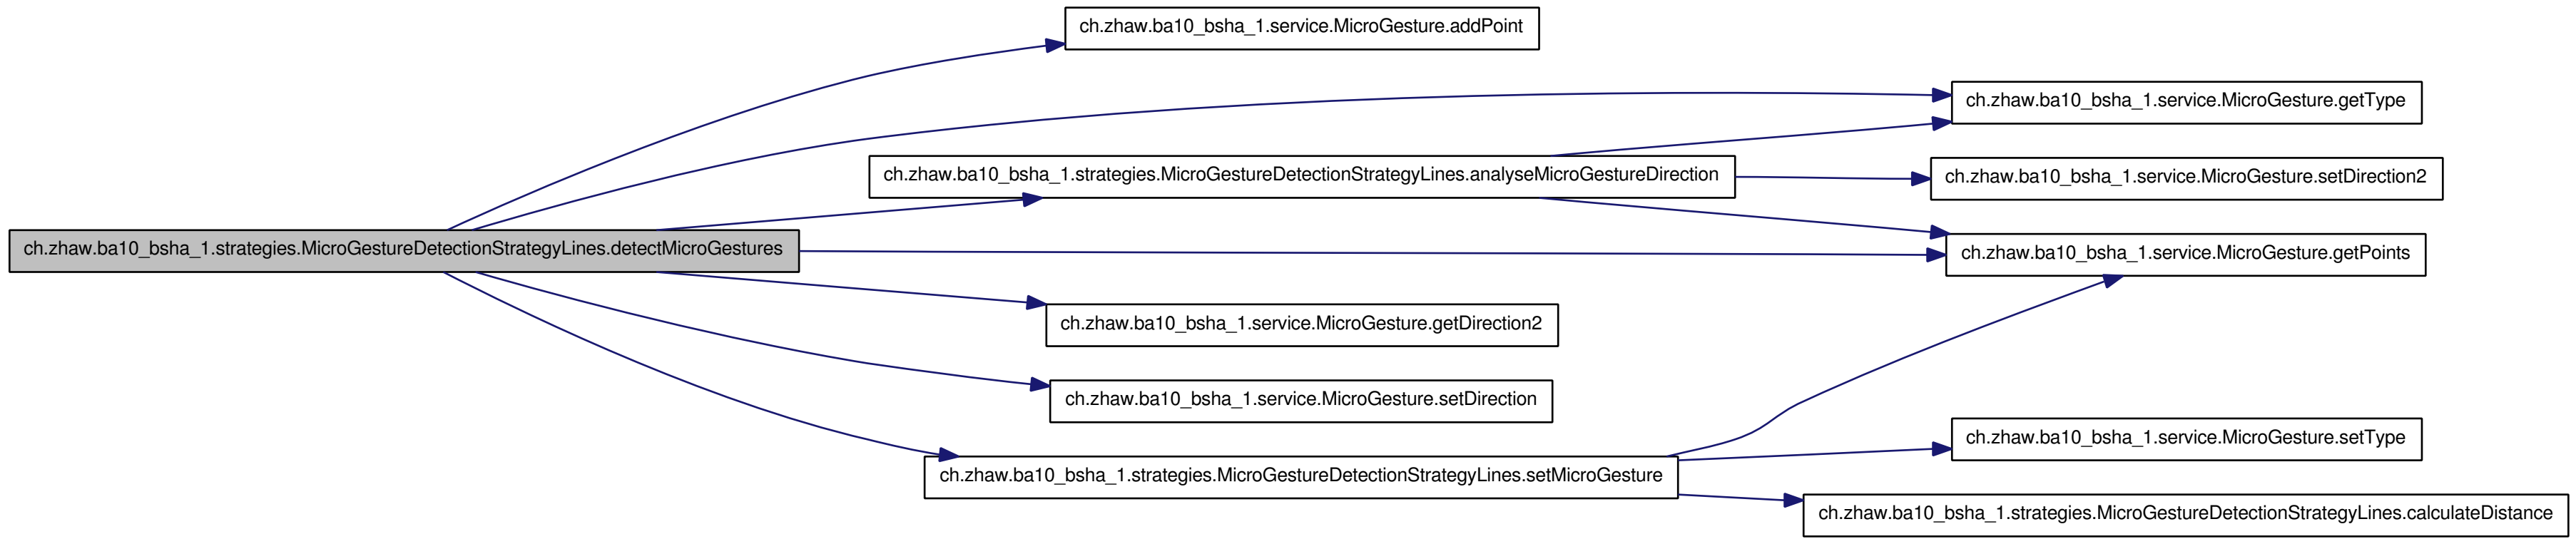 ch.zhaw.ba10_bsha_1.service.MicroGesture.addPoint
ch.zhaw.ba10_bsha_1.service.MicroGesture.getType
ch.zhaw.ba10_bsha_1.strategies.MicroGestureDetectionStrategyLines.analyseMicroGestureDirection
ch.zhaw.ba10_bsha_1.service.MicroGesture.setDirection2
ch.zhaw.ba10_bsha_1.strategies.MicroGestureDetectionStrategyLines.detectMicroGestures
ch.zhaw.ba10_bsha_1.service.MicroGesture.getPoints
ch.zhaw.ba10_bsha_1.service.MicroGesture.getDirection2
ch.zhaw.ba10_bsha_1.service.MicroGesture.setDirection
ch.zhaw.ba10_bsha_1.service.MicroGesture.setType
ch.zhaw.ba10_bsha_1.strategies.MicroGestureDetectionStrategyLines.setMicroGesture
ch.zhaw.ba10_bsha_1.strategies.MicroGestureDetectionStrategyLines.calculateDistance